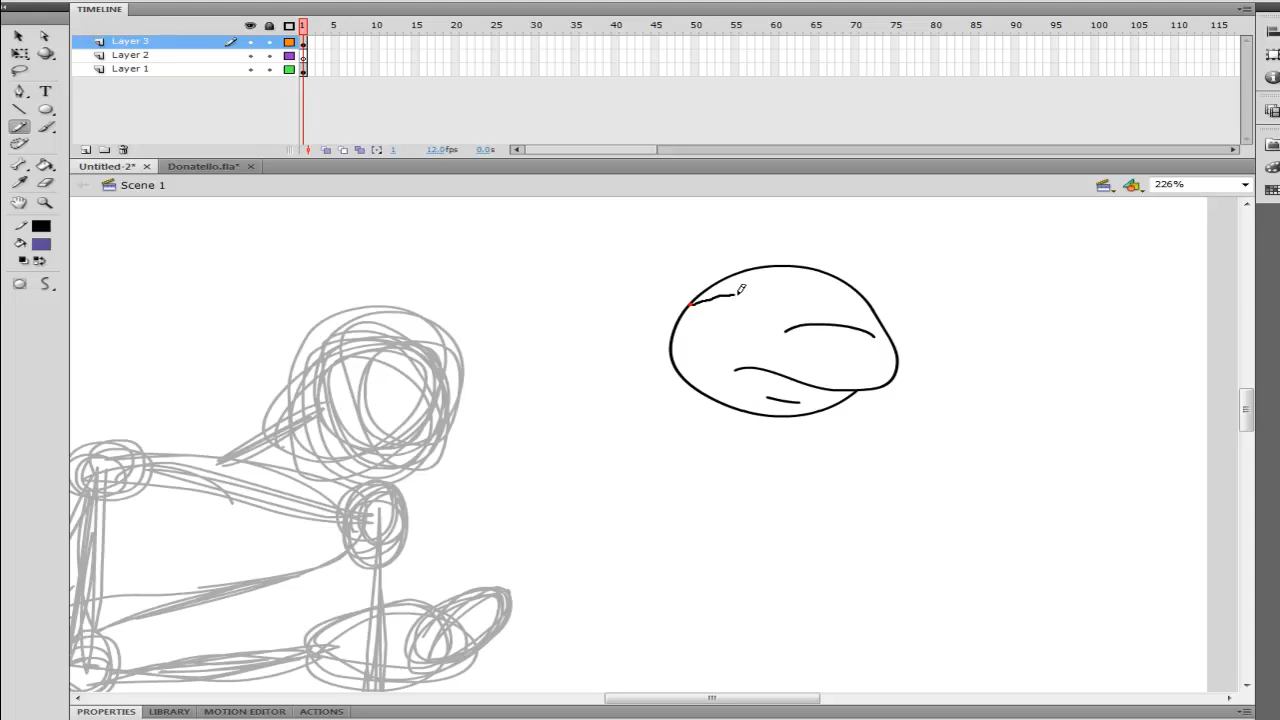 TIMELINE
1 5 10 15 20 25 30 35 40 45 50 55 60 65 70 75 80 85 90 95 100 105 110 115
Layer 3
Layer 2
Layer 1
1 12.0fps 0.0s
Untitled-2* Donatello.fla*
Scene 1 226%
PROPERTIES LIBRARY MOTION EDITOR ACTIONS